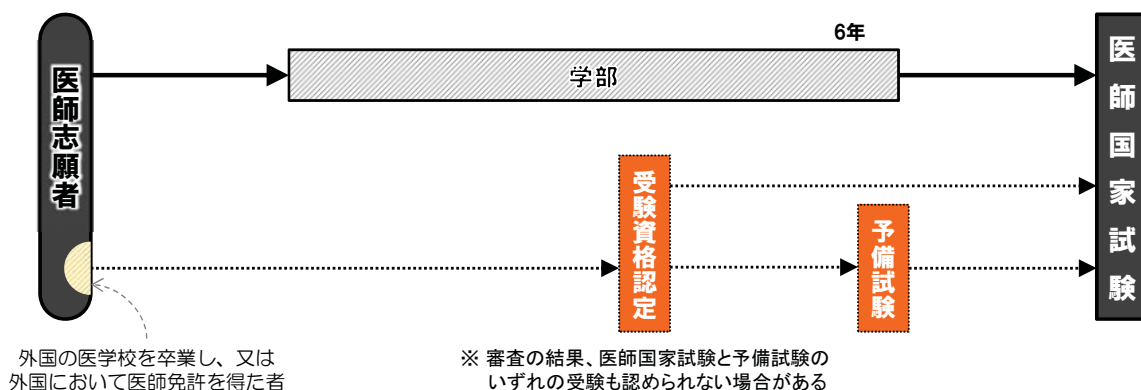 医師志願者
6年
学部
受験資格認定
予備試験
医師国家試験
外国の医学校を卒業し、又は
外国において医師免許を得た者
※ 審査の結果、医師国家試験と予備試験の
いずれの受験も認められない場合がある